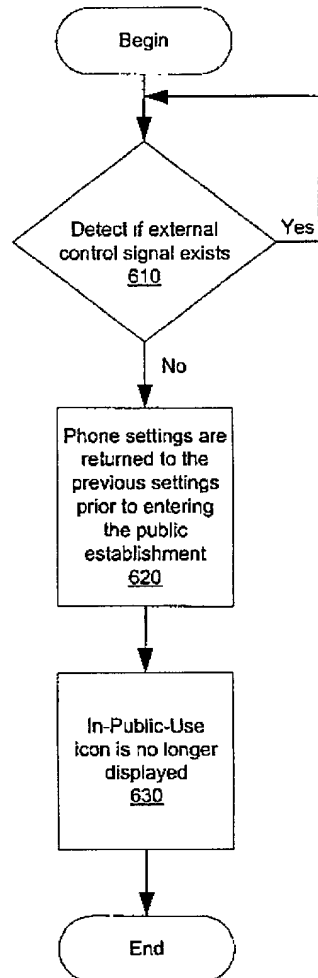 Begin
Detect if external
control signal exists
610
Yes
No
Phone settings are
returned to the
previous settings
prior to entering
the public
establishment
620
In-Public-Use
icon is no longer
displayed
630
End